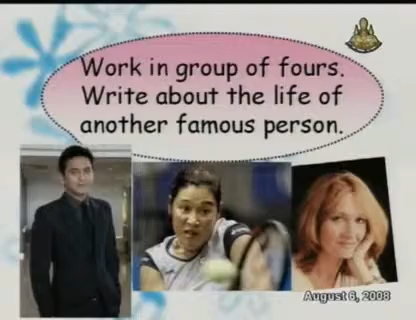 Work in group of fours.
Write about the life of
another famous person.
August 6, 2008